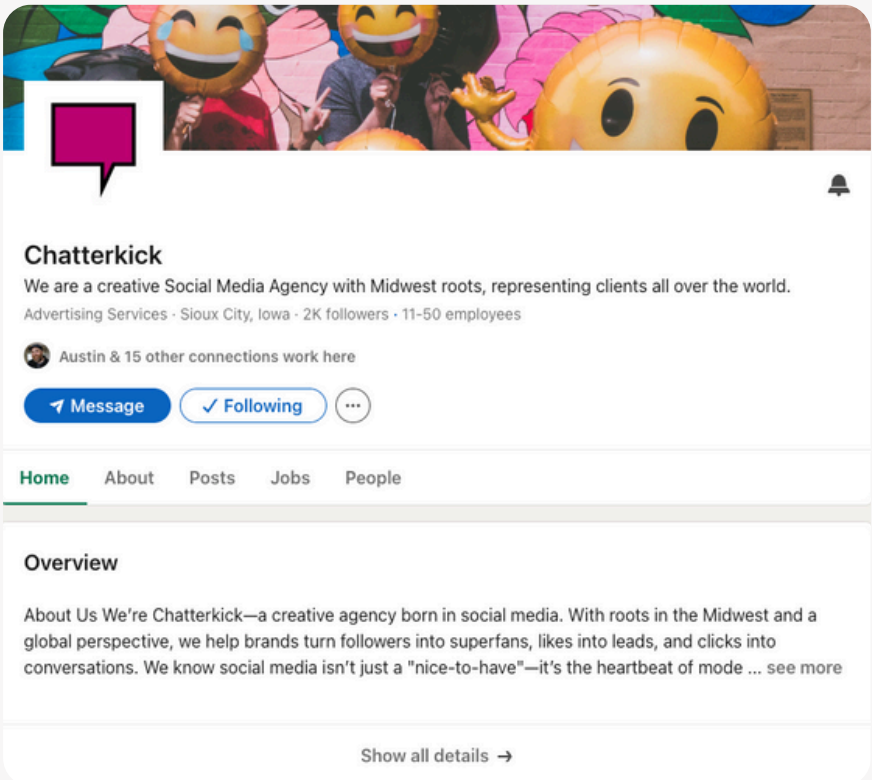 Chatterkick
We are a creative Social Media Agency with Midwest roots, representing clients all over the world.
Advertising Services · Sioux City, Iowa · 2K followers · 11-50 employees
Austin & 15 other connections work here
Message Following ...
Home About Posts Jobs People
Overview
About Us We’re Chatterkick—a creative agency born in social media. With roots in the Midwest and a
global perspective, we help brands turn followers into superfans, likes into leads, and clicks into
conversations. We know social media isn’t just a "nice-to-have"—it’s the heartbeat of mode ... see more
Show all details →